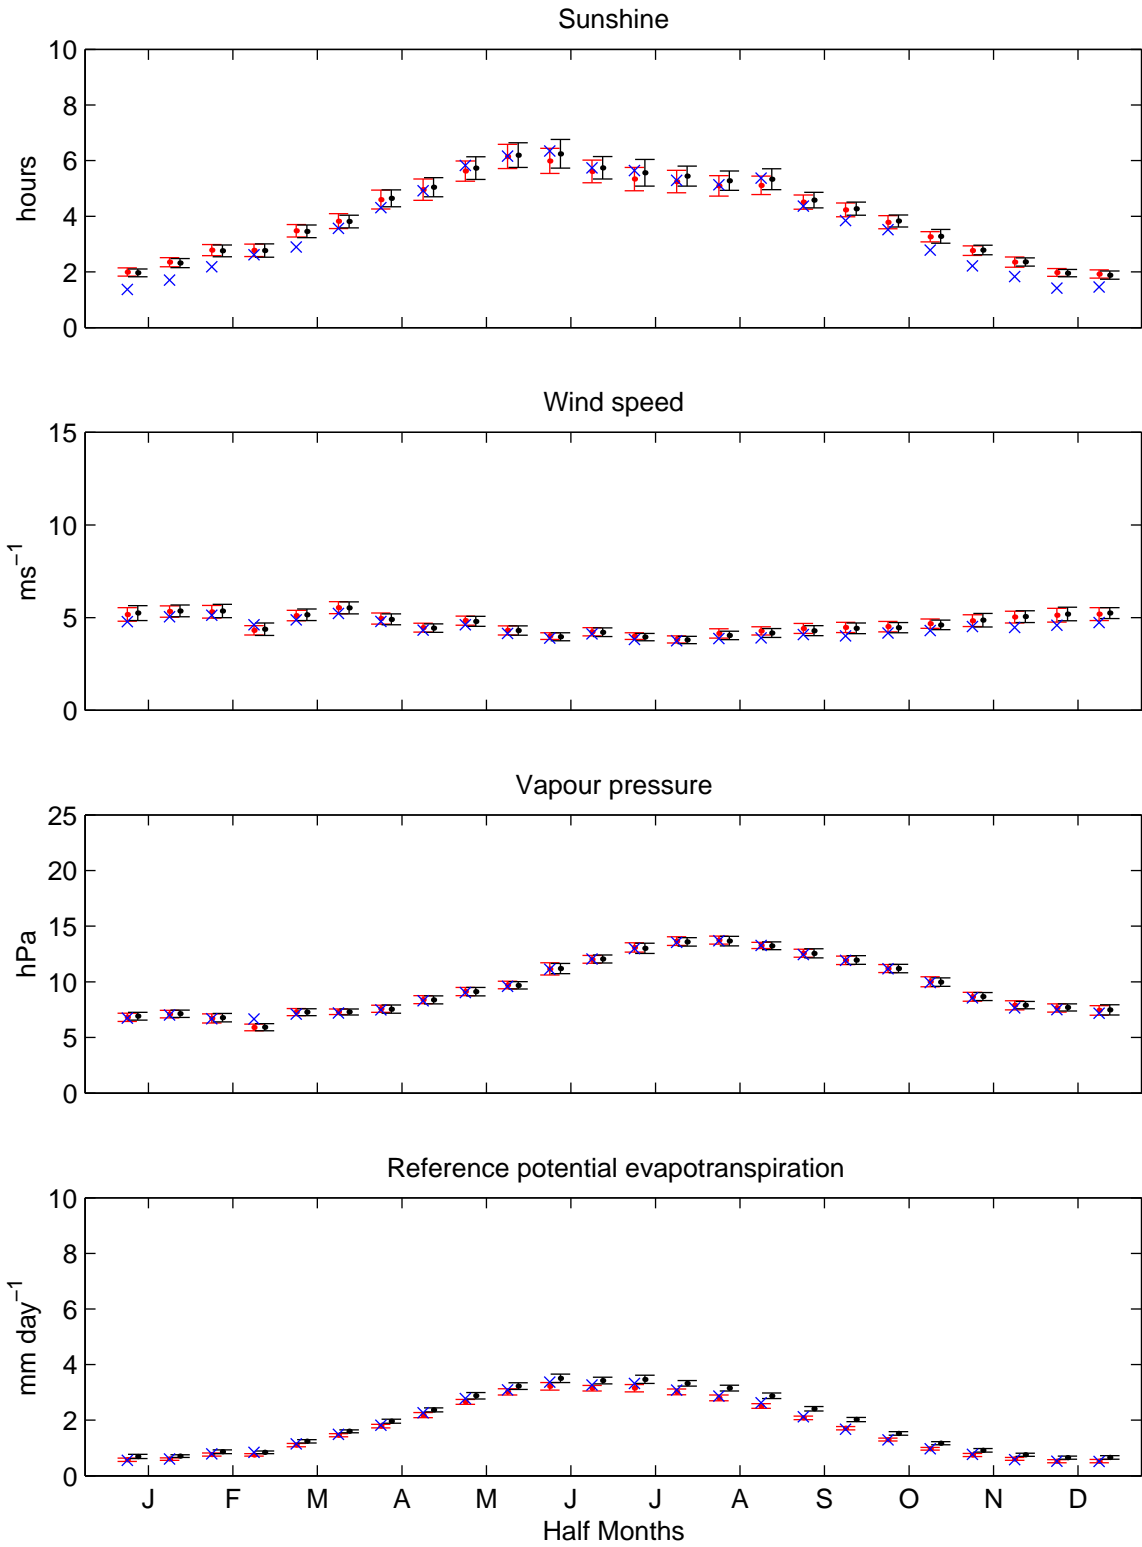 Sunshine
10
8
6
4
2
0
hours
Wind speed
15
10
5
0
ms⁻¹
Vapour pressure
25
20
15
10
5
0
hPa
Reference potential evapotranspiration
10
8
6
4
2
0
mm day⁻¹
J F M A M J J A S O N D
Half Months